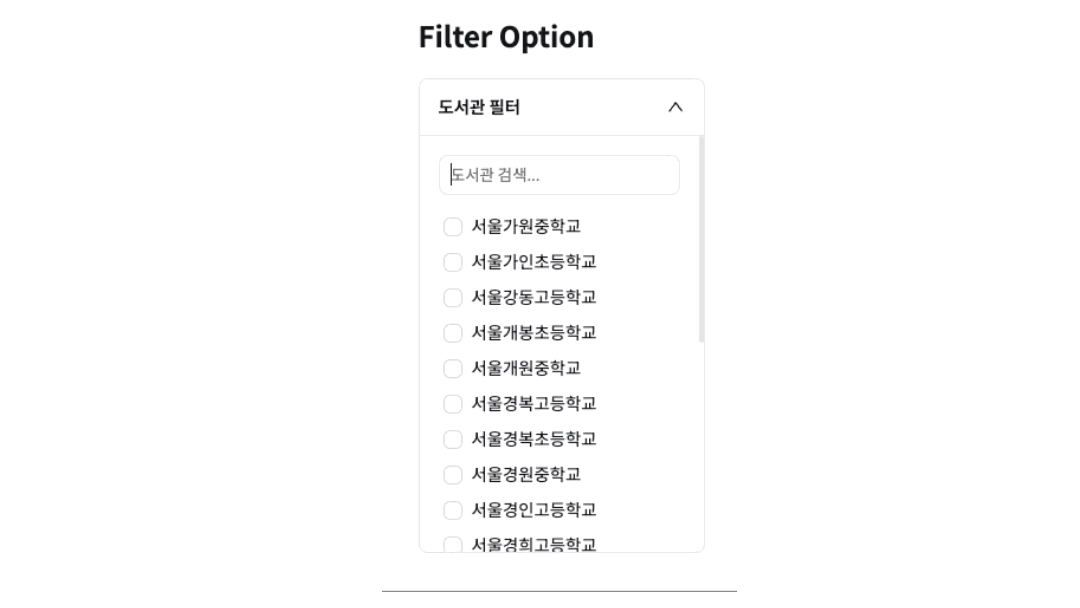 Filter Option
도서관 필터
도서관 검색...
서울가원중학교
서울가인초등학교
서울강동고등학교
서울개봉초등학교
서울개원중학교
서울경복고등학교
서울경복초등학교
서울경원중학교
서울경인고등학교
서울경희고등학교